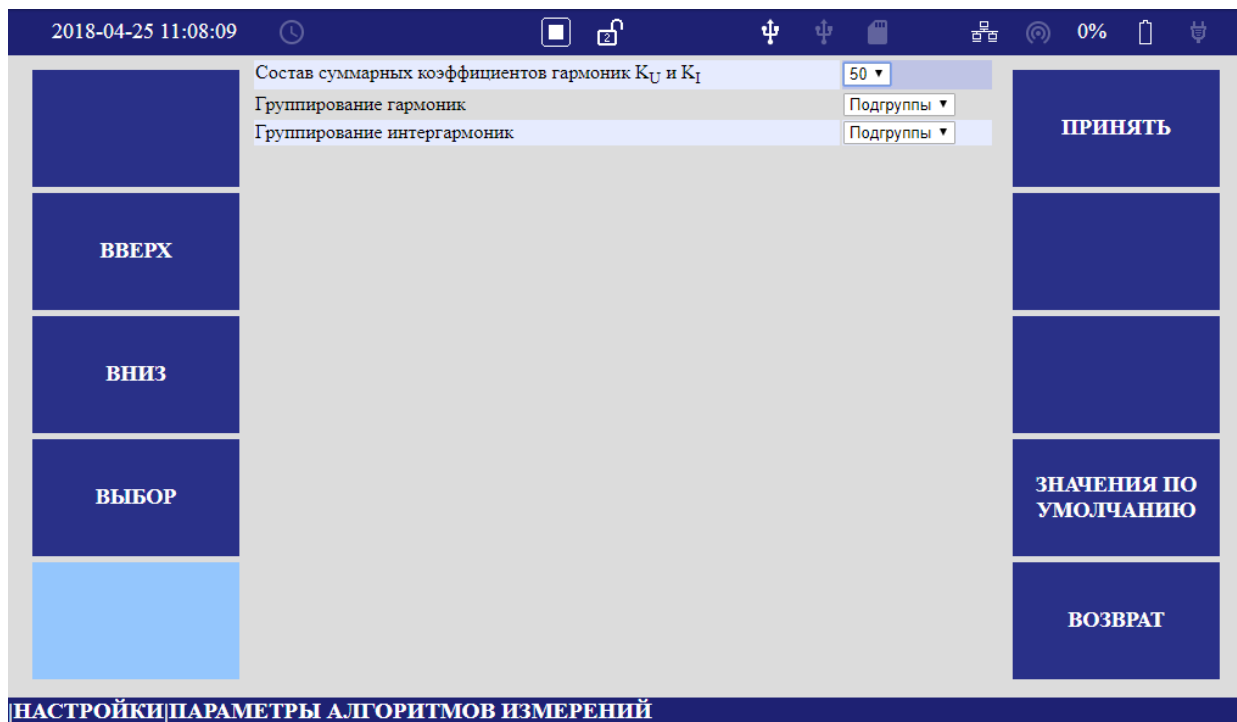 2018-04-25 11:08:09 2 0%
Состав суммарных коэффициентов гармоник KU и KI 50
Группирование гармоник Подгруппы
Группирование интергармоник Подгруппы
ПРИНЯТЬ
ВВЕРХ
ВНИЗ
ВЫБОР
ЗНАЧЕНИЯ ПО
УМОЛЧАНИЮ
ВОЗВРАТ
|НАСТРОЙКИ|ПАРАМЕТРЫ АЛГОРИТМОВ ИЗМЕРЕНИЙ